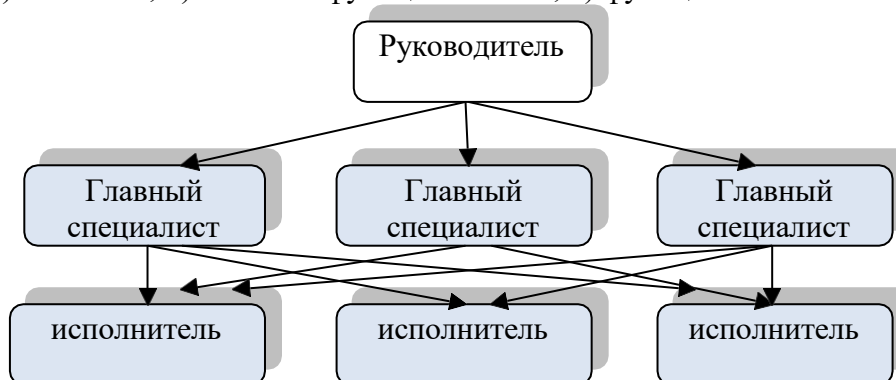 Руководитель
Главный
специалист
Главный
специалист
Главный
специалист
исполнитель
исполнитель
исполнитель